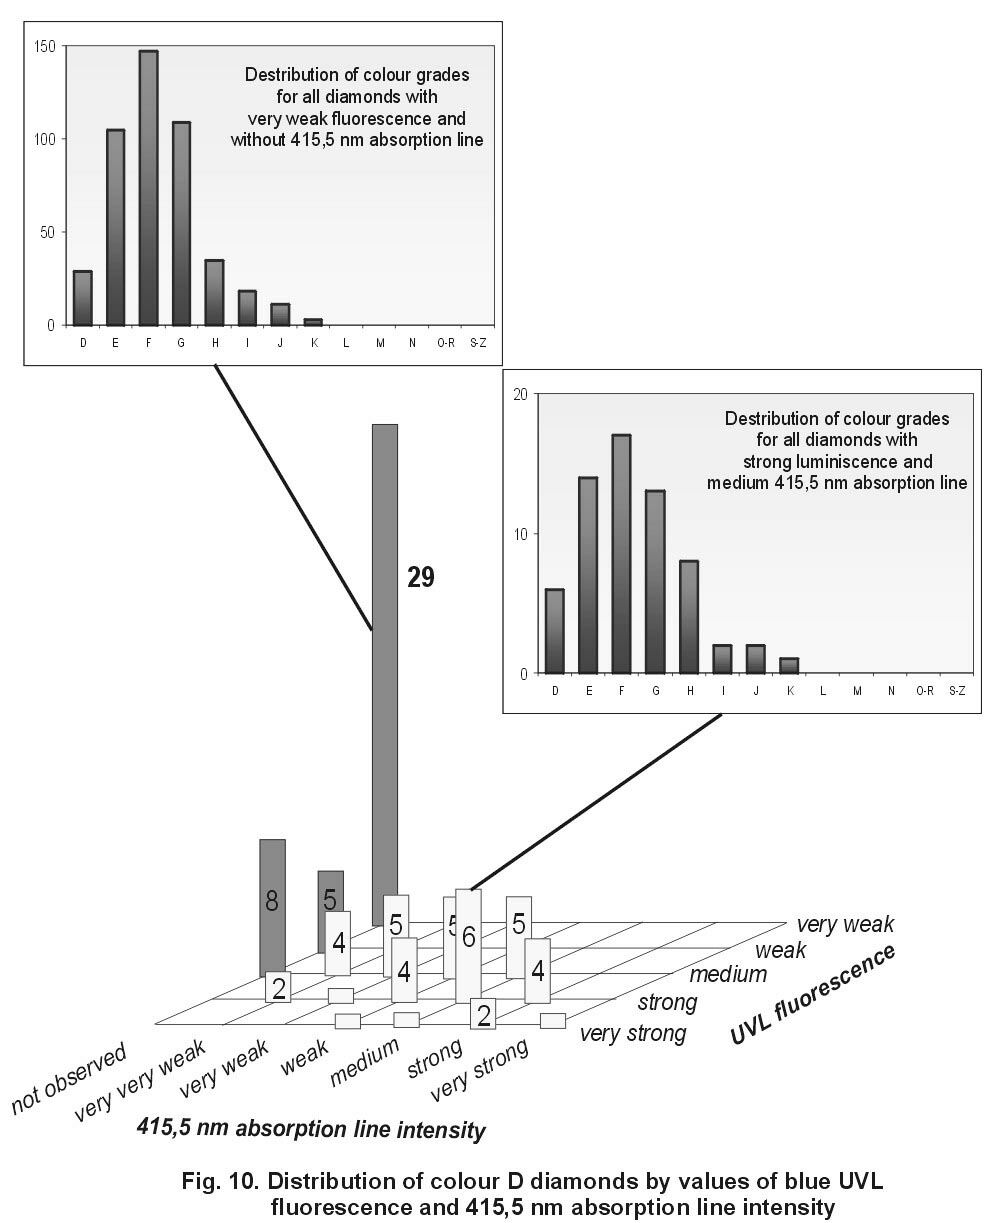 150
100
50
0
Destribution of colour grades
for all diamonds with
very weak fluorescence and
without 415,5 nm absorption line
D E F G H I J K L M N O-R S-Z
20
10
0
Destribution of colour grades
for all diamonds with
strong luminiscence and
medium 415,5 nm absorption line
D E F G H I J K L M N O-R S-Z
29
8
5
5
5
5
4
6
4
4
2
2
very weak
weak
medium
strong
very strong
UVL fluorescence
not observed
very very weak
very weak
weak
medium
strong
very strong
415,5 nm absorption line intensity
Fig. 10. Distribution of colour D diamonds by values of blue UVL
fluorescence and 415,5 nm absorption line intensity